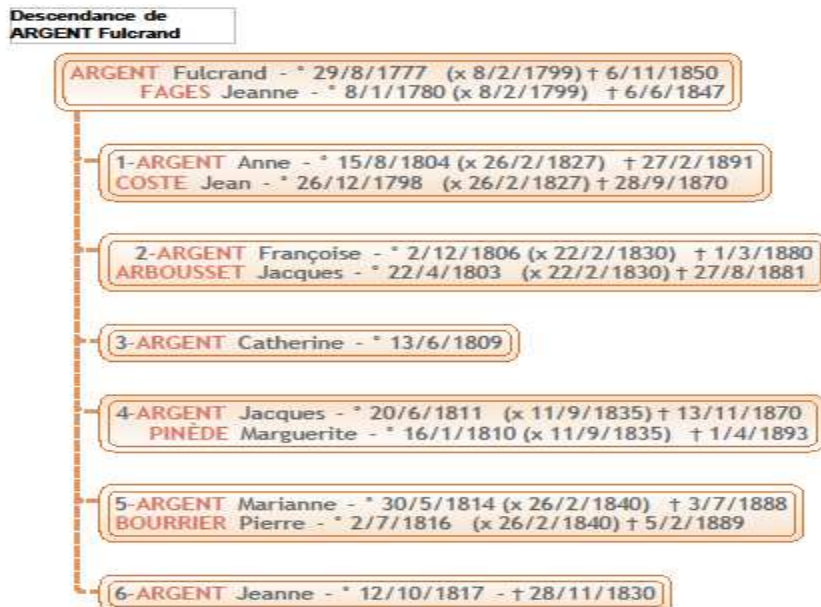 Descendance de
ARGENT Fulcrand
ARGENT Fulcrand - ° 29/8/1777 (x 8/2/1799) † 6/11/1850
FAGES Jeanne - ° 8/1/1780 (x 8/2/1799) † 6/6/1847
1-ARGENT Anne - ° 15/8/1804 (x 26/2/1827) † 27/2/1891
COSTE Jean - ° 26/12/1798 (x 26/2/1827) † 28/9/1870
2-ARGENT Françoise - ° 2/12/1806 (x 22/2/1830) † 1/3/1880
ARBOUSSET Jacques - ° 22/4/1803 (x 22/2/1830) † 27/8/1881
3-ARGENT Catherine - ° 13/6/1809
4-ARGENT Jacques - ° 20/6/1811 (x 11/9/1835) † 13/11/1870
PINÈDE Marguerite - ° 16/1/1810 (x 11/9/1835) † 1/4/1893
5-ARGENT Marianne - ° 30/5/1814 (x 26/2/1840) † 3/7/1888
BOURRIER Pierre - ° 2/7/1816 (x 26/2/1840) † 5/2/1889
6-ARGENT Jeanne - ° 12/10/1817 - † 28/11/1830